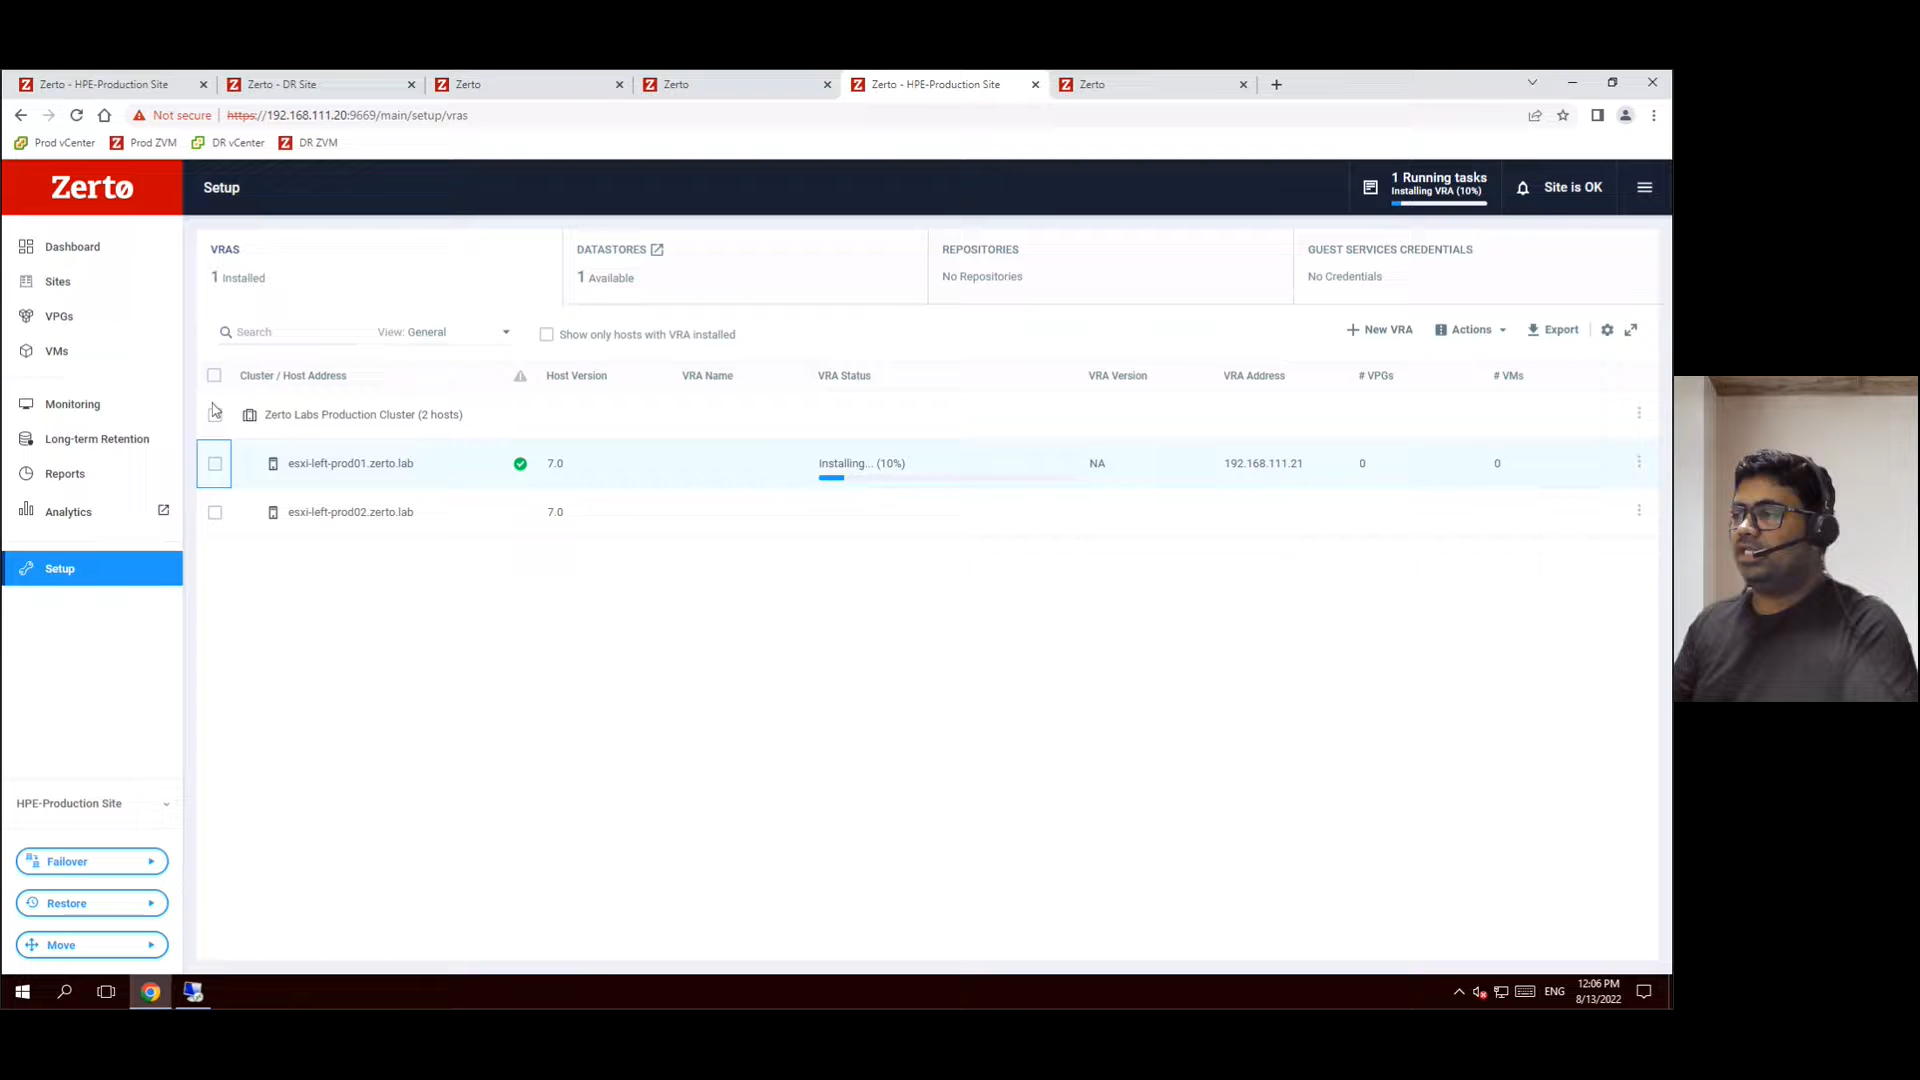 Zerto - HPE-Production Site
Zerto - DR Site
Zerto
Zerto
Zerto - HPE-Production Site
Zerto
Not secure
https://192.168.111.20:9669/main/setup/vras
Prod vCenter
Prod ZVM
DR vCenter
DR ZVM
Zerto
Setup
1 Running tasks
Installing VRA (10%)
Site is OK
Dashboard
Sites
VPGs
VMs
Monitoring
Long-term Retention
Reports
Analytics
Setup
HPE-Production Site
Failover
Restore
Move
VRAS
1 Installed
DATASTORES
1 Available
REPOSITORIES
No Repositories
GUEST SERVICES CREDENTIALS
No Credentials
Search
View: General
Show only hosts with VRA installed
New VRA
Actions
Export
Cluster / Host Address
Host Version
VRA Name
VRA Status
VRA Version
VRA Address
# VPGs
# VMs
Zerto Labs Production Cluster (2 hosts)
esxi-left-prod01.zerto.lab 7.0 Installing... (10%) NA 192.168.111.21 0 0
esxi-left-prod02.zerto.lab 7.0
ENG
12:06 PM
8/13/2022